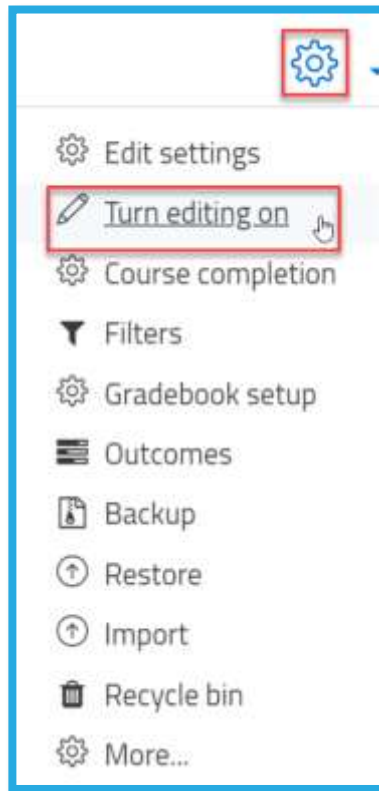 Edit settings
Turn editing on
Course completion
Filters
Gradebook setup
Outcomes
Backup
Restore
Import
Recycle bin
More...